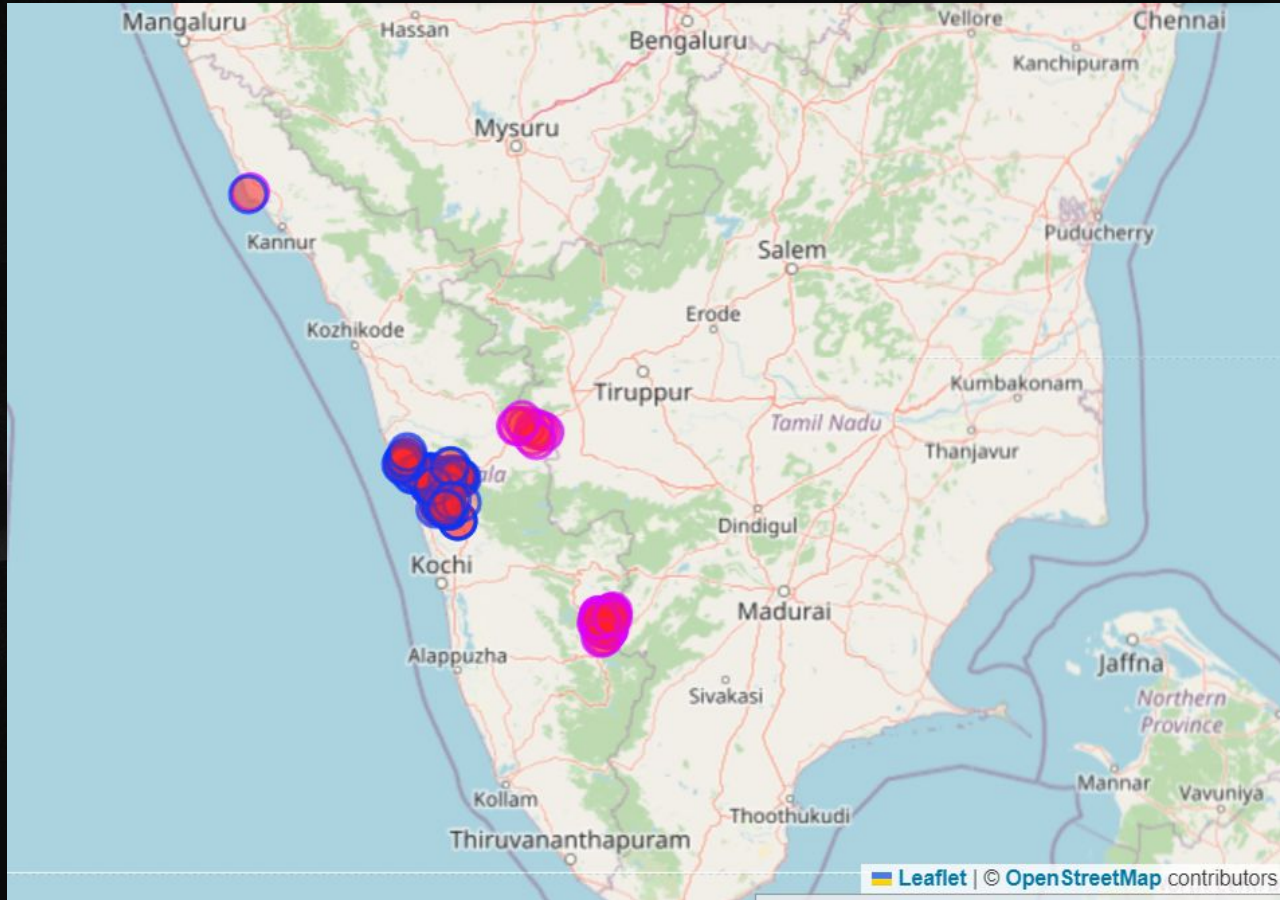 Mangaluru
Hassan
Bengaluru
Vellore
Chennai
Kanchipuram
Mysuru
Kannur
Puducherry
Salem
Erode
Kozhikode
Tiruppur
Kumbakonam
Tamil Nadu
Thanjavur
ala
Dindigul
Kochi
Madurai
Alappuzha
Jaffna
Sivakasi
Northern
Province
Mannar
Vavuniya
Kollam
Thoothukudi
Thiruvananthapuram
Leaflet | © OpenStreetMap contributors